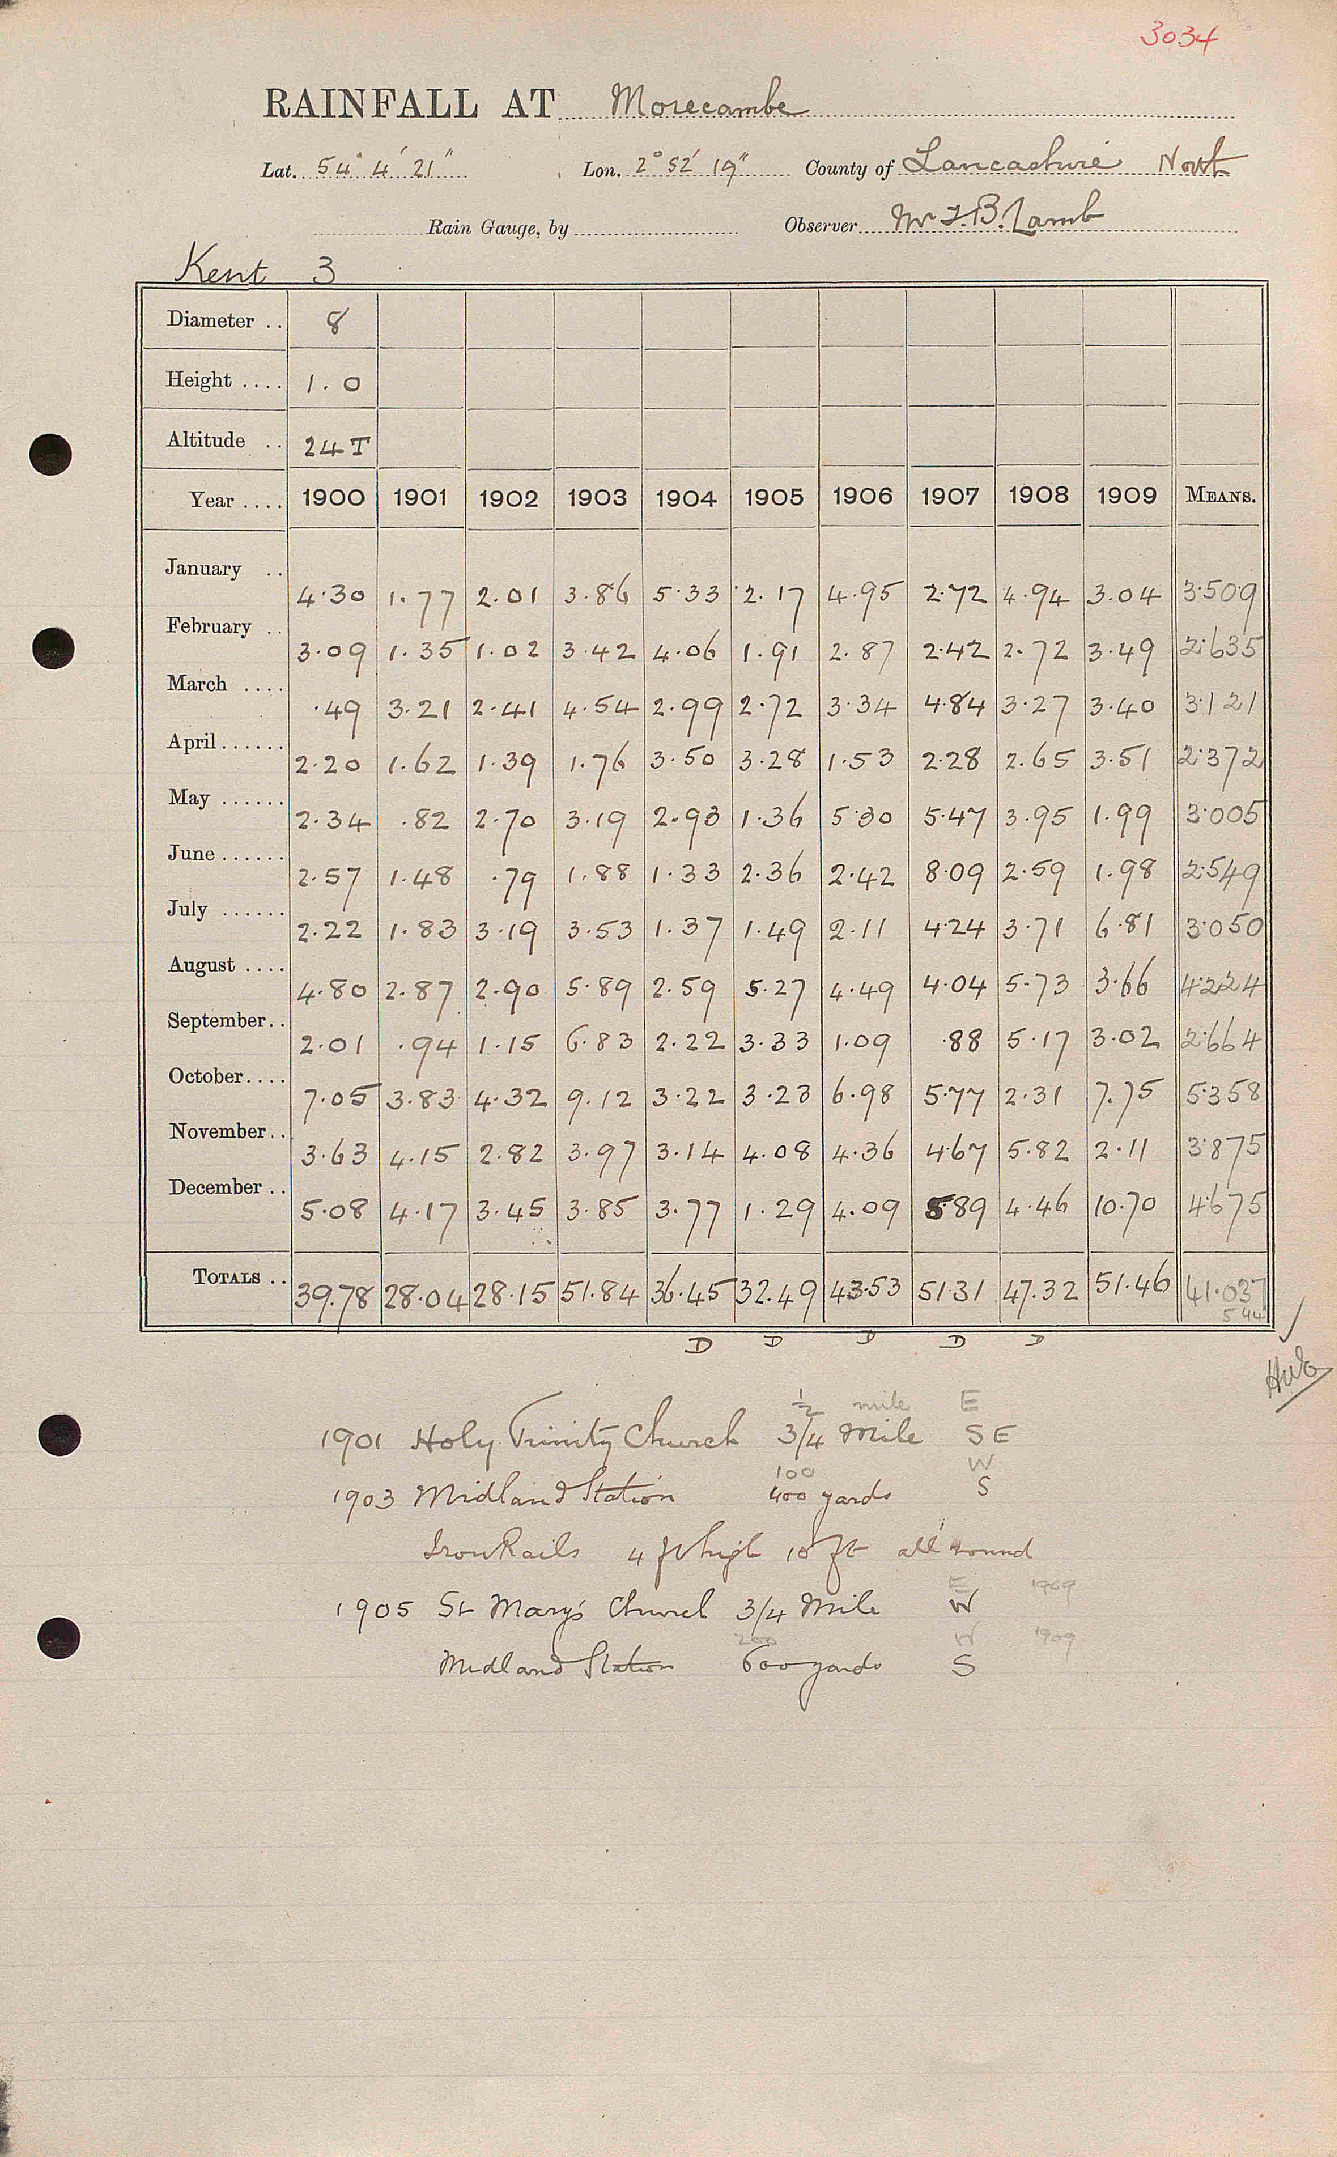 3034
RAINFALL AT Morecambe
Lat. 54° 4' 21" Lon. 2° 52' 19" County of Lancashire North
Rain Gauge, by Observer Mr T. B. Lamb
Kent 3
Diameter .. 8
Height .... 1.0
Altitude .. 24T
Year .... 1900 1901 1902 1903 1904 1905 1906 1907 1908 1909 MEANS.
January .. 4.30 1.77 2.01 3.86 5.33 2.17 4.95 2.72 4.94 3.04 3.509
February .. 3.09 1.35 1.02 3.42 4.06 1.91 2.87 2.42 2.72 3.49 2.635
March .... .49 3.21 2.41 4.54 2.99 2.72 3.34 4.84 3.27 3.40 3.121
April ...... 2.20 1.62 1.39 1.76 3.50 3.28 1.53 2.28 2.65 3.51 2.372
May ...... 2.34 .82 2.70 3.19 2.93 1.36 5.30 5.47 3.95 1.99 3.005
June ...... 2.57 1.48 .79 1.88 1.33 2.36 2.42 8.09 2.59 1.98 2.549
July ...... 2.22 1.83 3.19 3.53 1.37 1.49 2.11 4.24 3.71 6.81 3.050
August .... 4.80 2.87 2.90 5.89 2.59 5.27 4.49 4.04 5.73 3.66 4.224
September.. 2.01 .94 1.15 6.83 2.22 3.33 1.09 .88 5.17 3.02 2.664
October.... 7.05 3.83 4.32 9.12 3.22 3.23 6.98 5.77 2.31 7.75 5.358
November.. 3.63 4.15 2.82 3.97 3.14 4.08 4.36 4.67 5.82 2.11 3.875
December .. 5.08 4.17 3.45 3.85 3.77 1.29 4.09 5.89 4.46 10.70 4.675
TOTALS .. 39.78 28.04 28.15 51.84 36.45 32.49 43.53 51.31 47.32 51.46 41.037
D D D D D
1/2 mile E
1901 Holy Trinity Church 3/4 Mile SE
100 W
1903 Midland Station 400 yards S
Iron Rails 4 ft high 10 ft all round
E 1909
1905 St Mary's Church 3/4 Mile W
200 W 1909
Midland Station 600 yards S